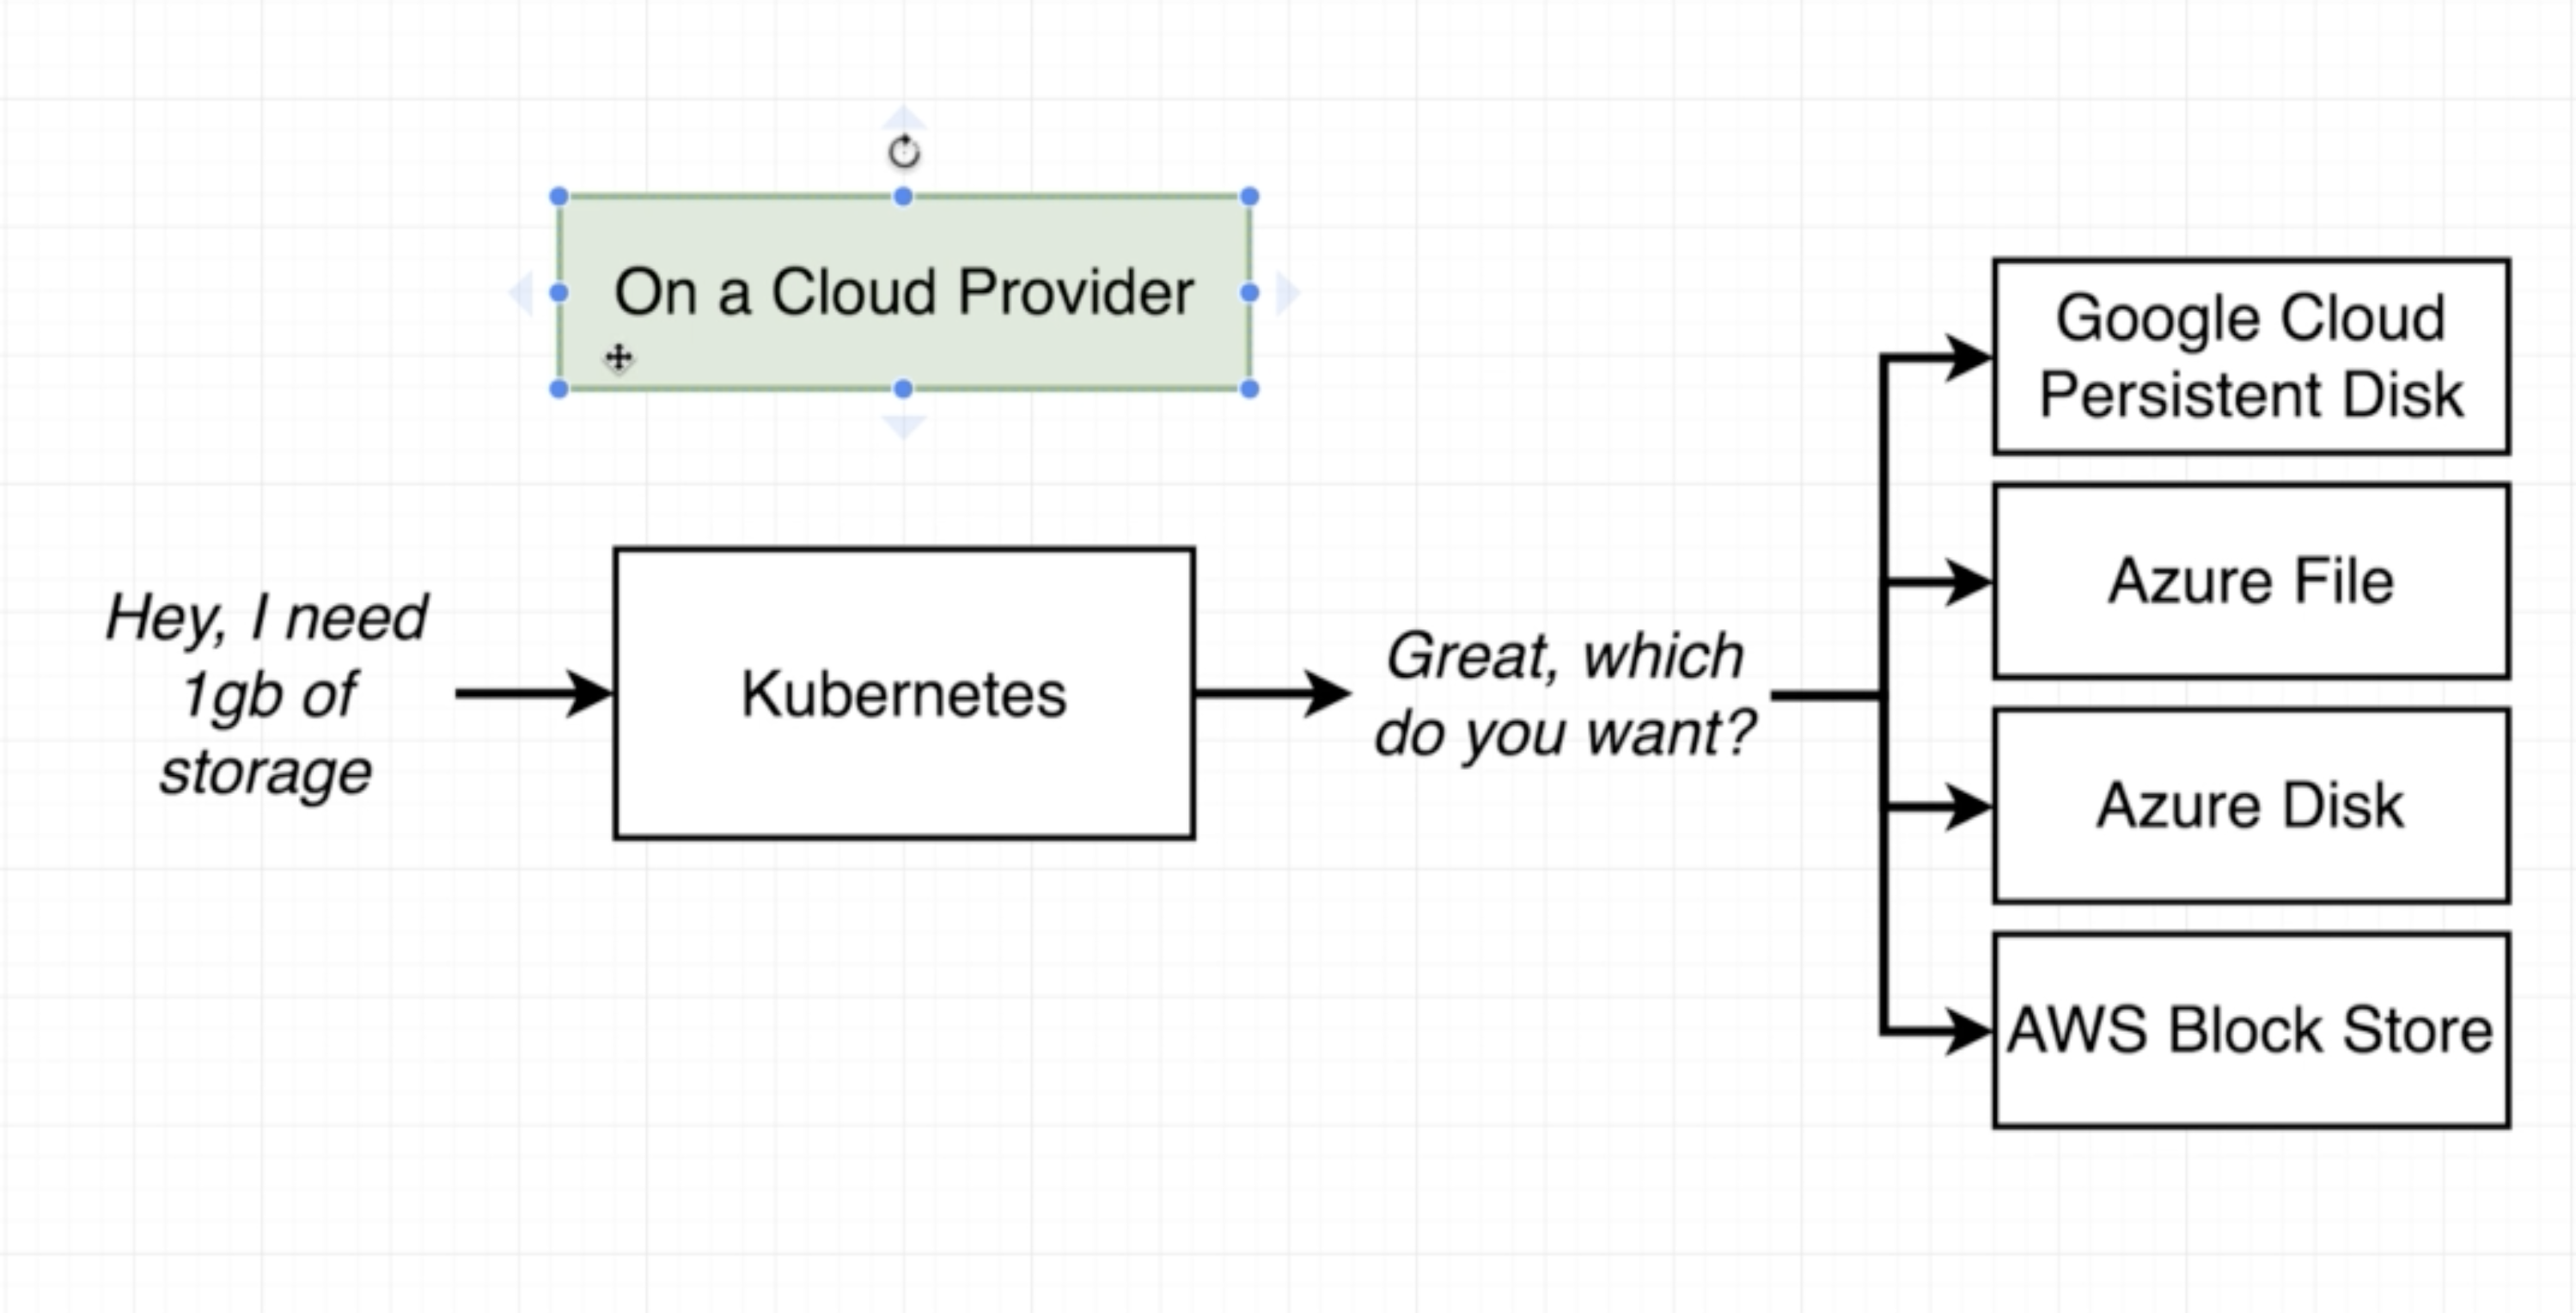 On a Cloud Provider
Hey, I need
1gb of
storage
Kubernetes
Great, which
do you want?
Google Cloud
Persistent Disk
Azure File
Azure Disk
AWS Block Store